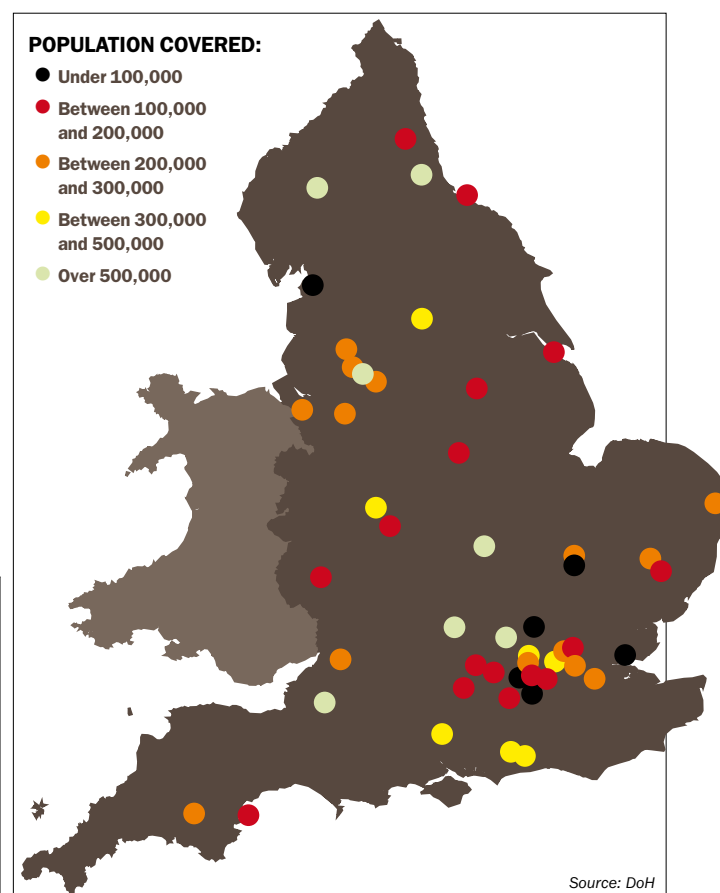 POPULATION COVERED:
Under 100,000
Between 100,000
and 200,000
Between 200,000
and 300,000
Between 300,000
and 500,000
Over 500,000
Source: DoH